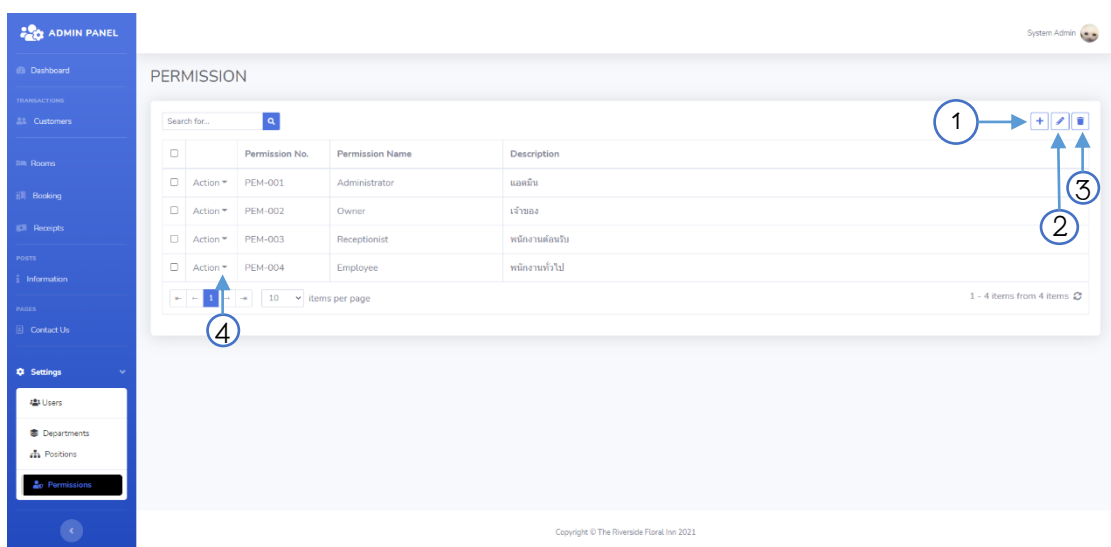 ADMIN PANEL
System Admin
Dashboard
PERMISSION
TRANSACTIONS
Customers
Search for...
1
Permission No. Permission Name Description
Rooms
Action PEM-001 Administrator แอดมิน
3
Booking
Action PEM-002 Owner เจ้าของ
2
Receipts
Action PEM-003 Receptionist พนักงานต้อนรับ
POSTS
Action PEM-004 Employee พนักงานทั่วไป
Information
1 10 items per page 1 - 4 items from 4 items
PAGES
Contact Us
4
Settings
Users
Departments
Positions
Permissions
Copyright © The Riverside Floral Inn 2021